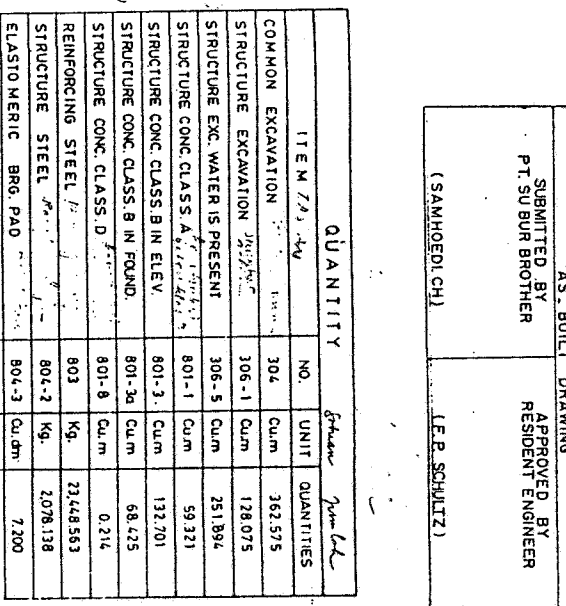 AS. BUILT DRAWING
SUBMITTED BY
PT. SUBUR BROTHER
(SAMHOEDI.CH)
APPROVED BY
RESIDENT ENGINEER
(F.P. SCHULTZ)
QUANTITY
ITEM NO. UNIT QUANTITIES
COMMON EXCAVATION 304 Cu.m 362.575
STRUCTURE EXCAVATION 306-1 Cu.m 128.075
STRUCTURE EXC. WATER IS PRESENT 306-5 Cu.m 251.894
STRUCTURE CONC. CLASS. A 801-1 Cu.m 59.321
STRUCTURE CONC. CLASS. B IN ELEV. 801-3. Cu.m 132.701
STRUCTURE CONC. CLASS. B IN FOUND. 801-3a Cu.m 68.425
STRUCTURE CONC. CLASS. D 801-8 Cu.m 0.214
REINFORCING STEEL 803 Kg. 23,448.563
STRUCTURE STEEL 804-2 Kg. 2,078.138
ELASTOMERIC BRG. PAD 804-3 Cu.dm 7.200